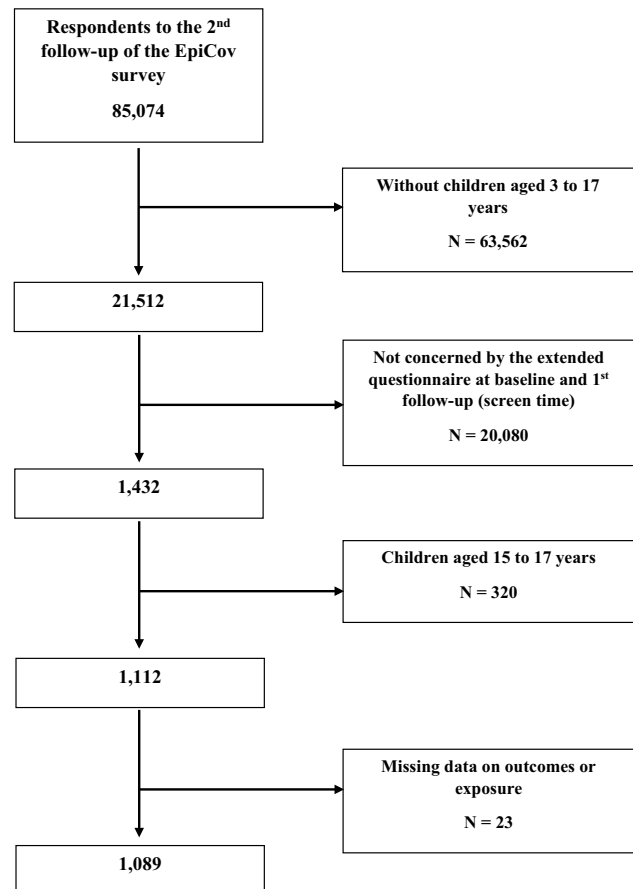 Respondents to the 2nd
follow-up of the EpiCov
survey
85,074
Without children aged 3 to 17
years
N = 63,562
21,512
Not concerned by the extended
questionnaire at baseline and 1st
follow-up (screen time)
N = 20,080
1,432
Children aged 15 to 17 years
N = 320
1,112
Missing data on outcomes or
exposure
N = 23
1,089